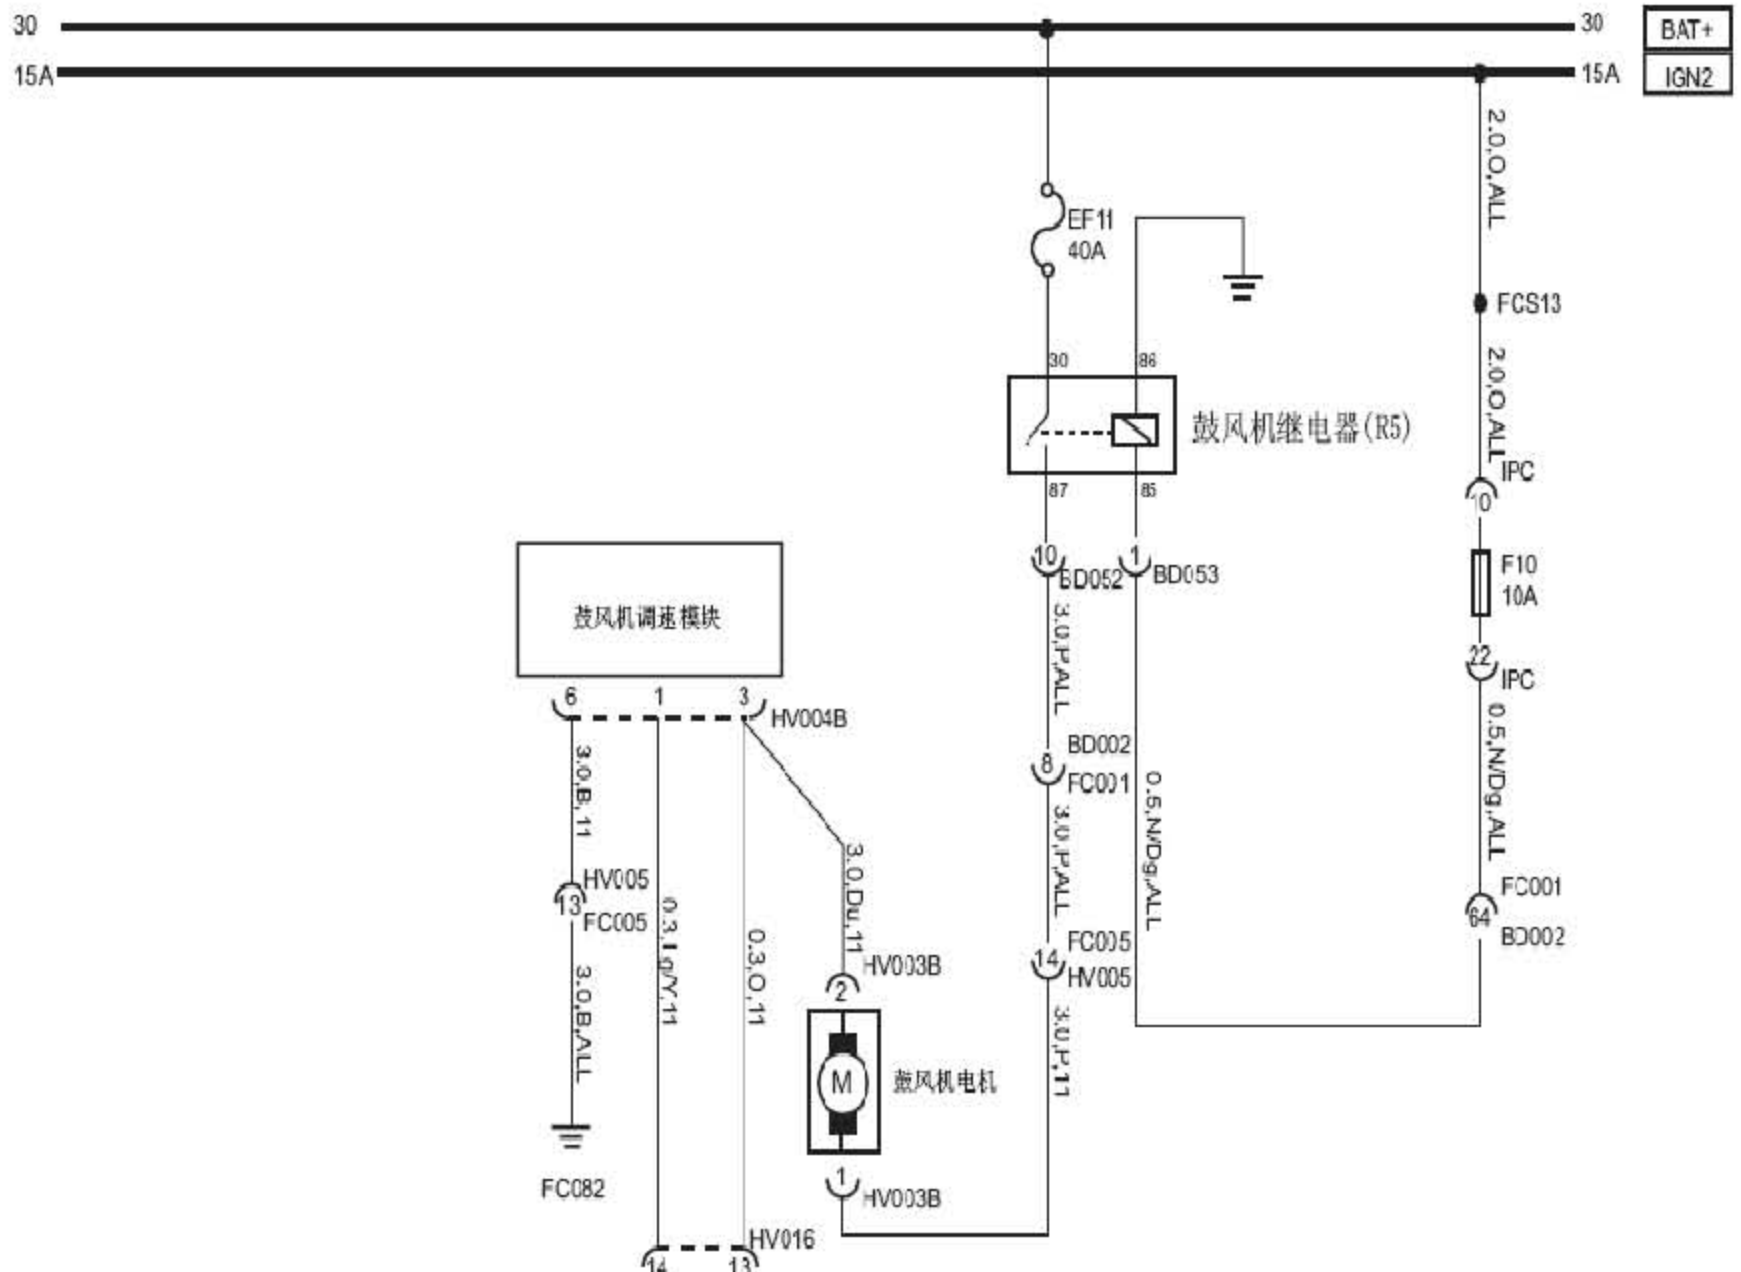 30
30
BAT+
15A
15A
IGN2
2.0,O,ALL
EF11
40A
FCS13
30
86
2.0,O,ALL
鼓风机继电器(R5)
IPC
10
87
85
10
BD052
1
BD053
F10
10A
鼓风机调速模块
3.0,P,ALL
22
IPC
6
1
3
HV004B
0.5,N/Dg,ALL
BD002
8
FC001
3.0,B,11
0.5,N/Dg,ALL
3.0,P,ALL
3.0,Du,11
HV005
13
FC005
FC001
64
BD002
0.3,Lg/Y,11
0.3,O,11
FC005
14
HV005
HV003B
2
3.0,B,ALL
3.0,P,11
M
鼓风机电机
FC082
1
HV003B
HV016
14
13